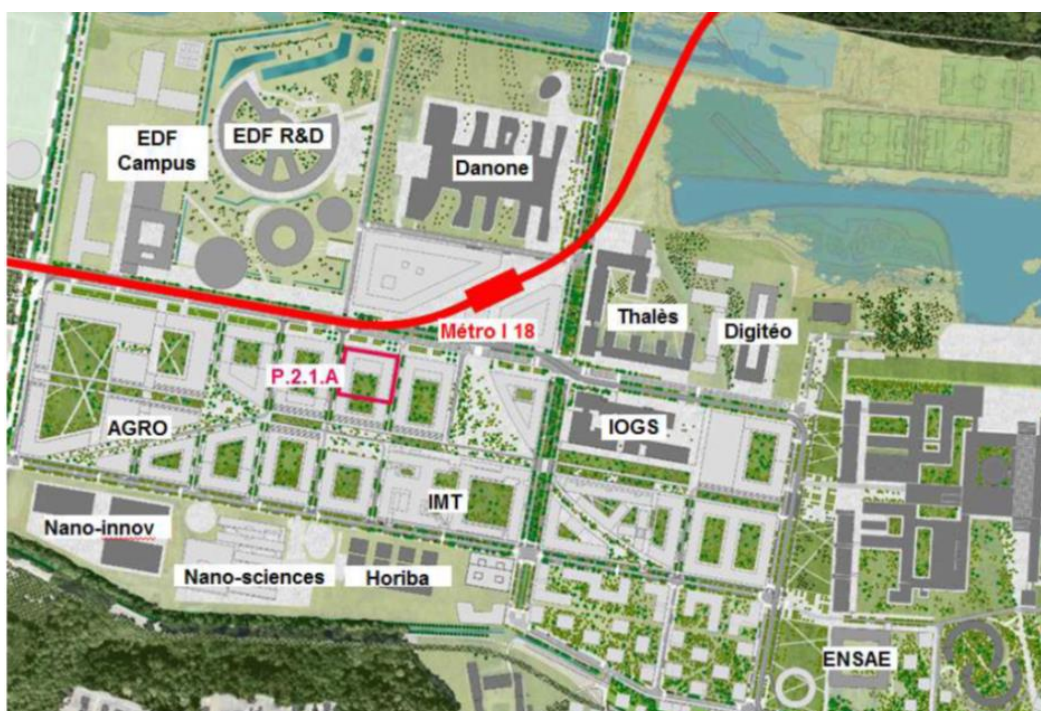 EDF
Campus
EDF R&D
Danone
Métro I 18
Thalès
Digitéo
P.2.1.A
AGRO
IOGS
IMT
Nano-innov
Nano-sciences
Horiba
ENSAE